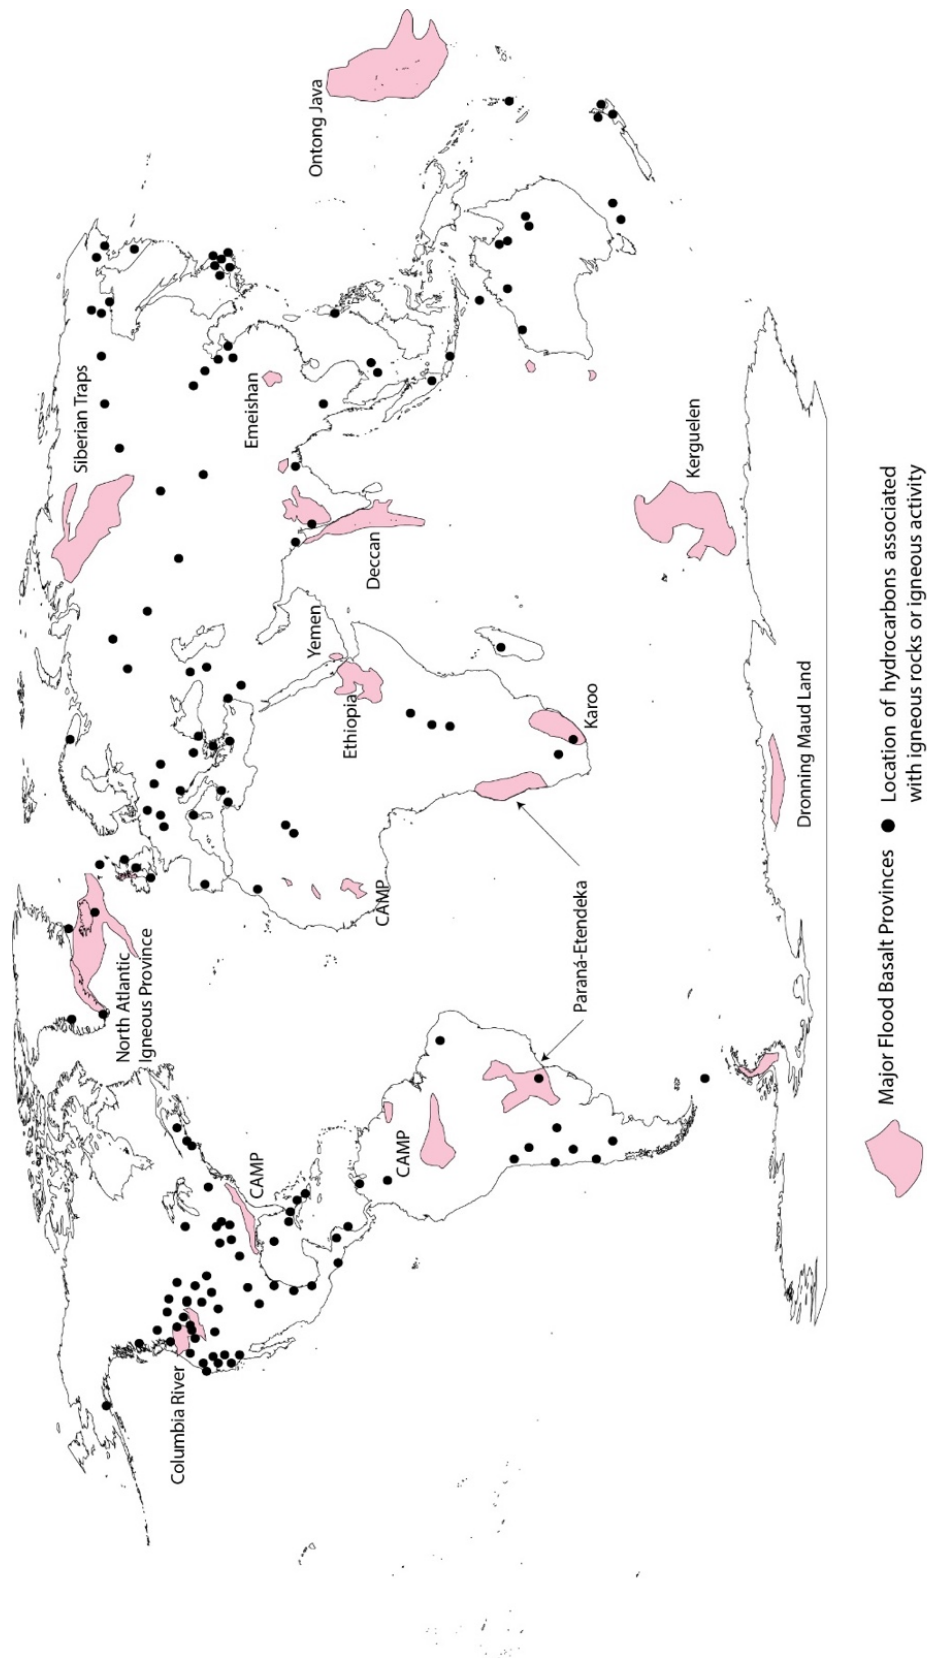 Siberian Traps
North Atlantic
Igneous Province
Columbia River
CAMP
Emeishan
Ontong Java
Yemen
Deccan
Ethiopia
CAMP
CAMP
Paraná-Etendeka
Karoo
Kerguelen
Dronning Maud Land
Major Flood Basalt Provinces
Location of hydrocarbons associated
with igneous rocks or igneous activity